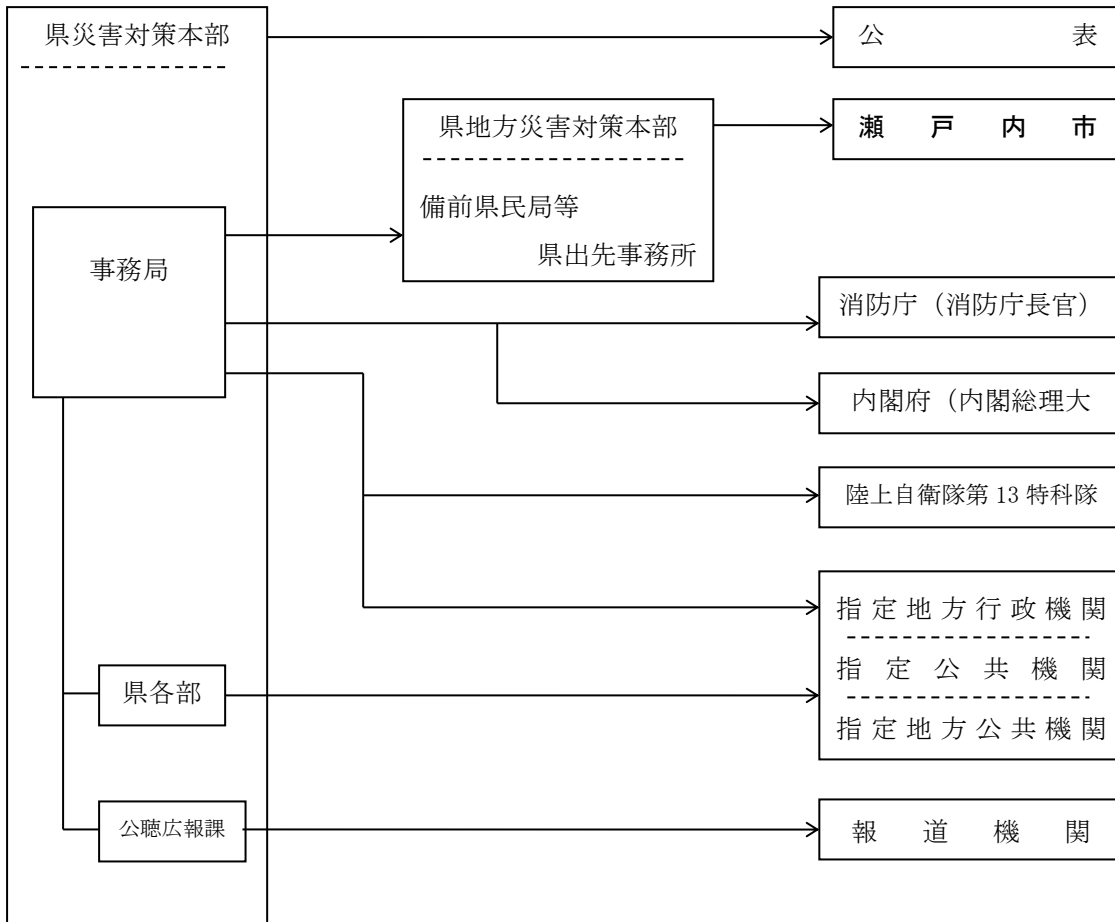 県災害対策本部
公表
県地方災害対策本部
備前県民局等
県出先事務所
瀬戸内市
事務局
消防庁（消防庁長官）
内閣府（内閣総理大
陸上自衛隊第 13 特科隊
指定地方行政機関
指定公共機関
指定地方公共機関
県各部
公聴広報課
報道機関